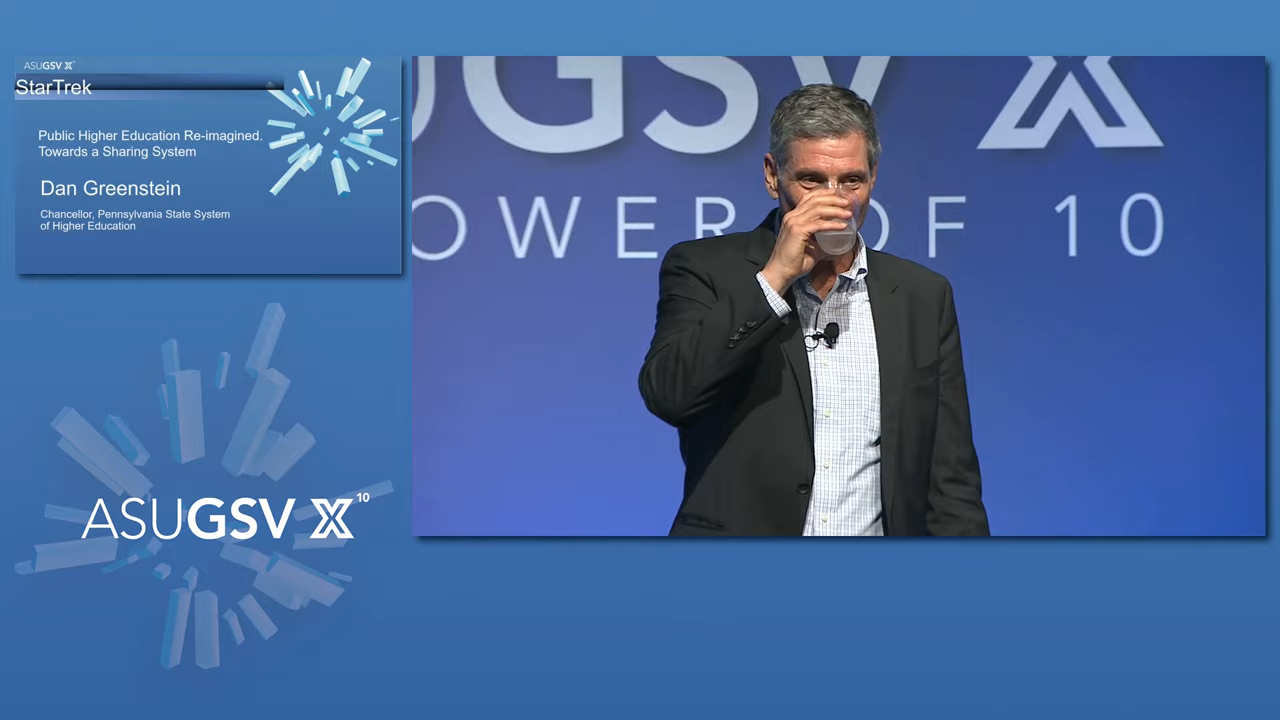 ASUGSV X
StarTrek
Public Higher Education Re-imagined.
Towards a Sharing System
Dan Greenstein
Chancellor, Pennsylvania State System
of Higher Education
ASUGSV X 10
UGSV X
OWER OF 10